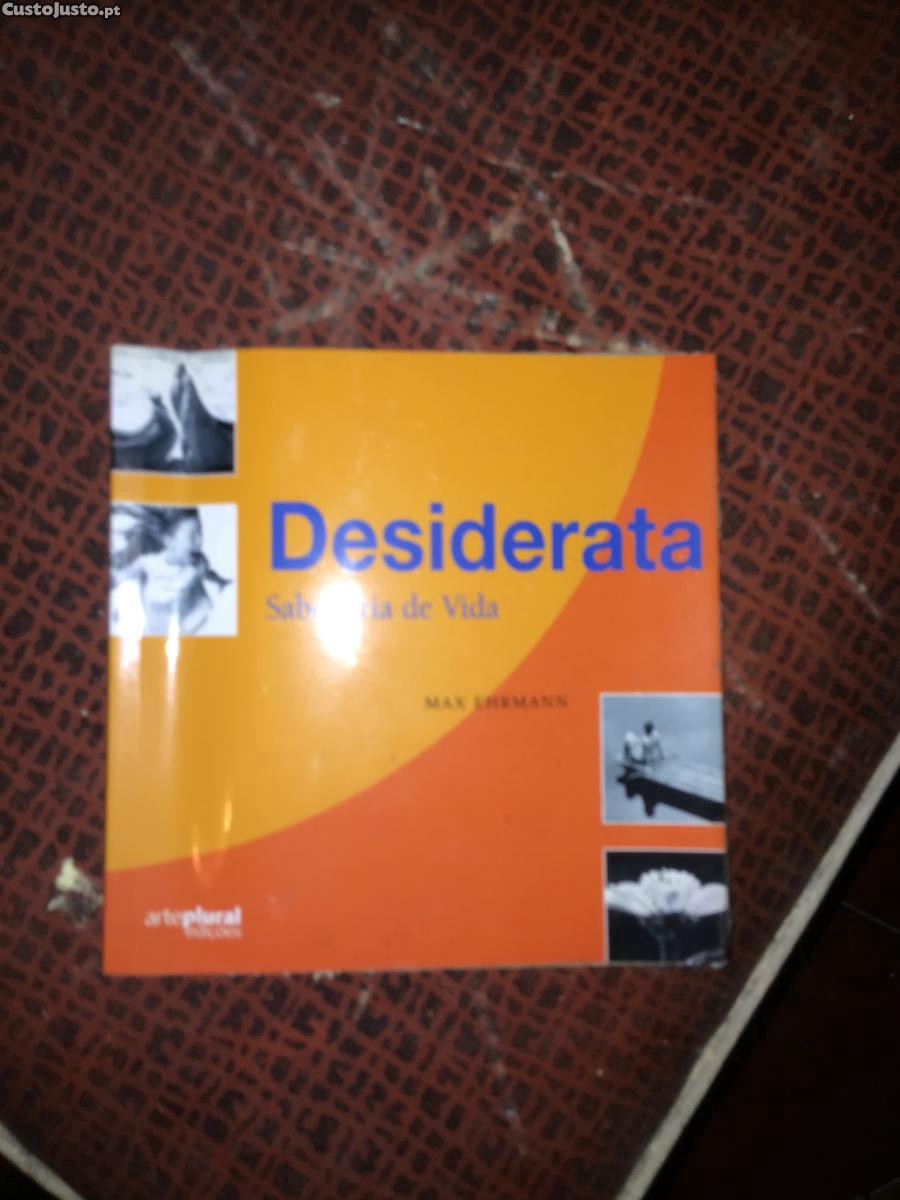 CustoJusto.pt
Desiderata
de Vida
MAX EHRMANN
arteplural
edições